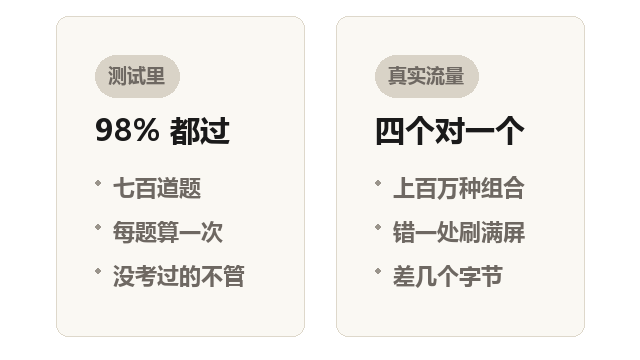 测试里
98% 都过
七百道题
每题算一次
没考过的不管
真实流量
四个对一个
上百万种组合
错一处刷满屏
差几个字节